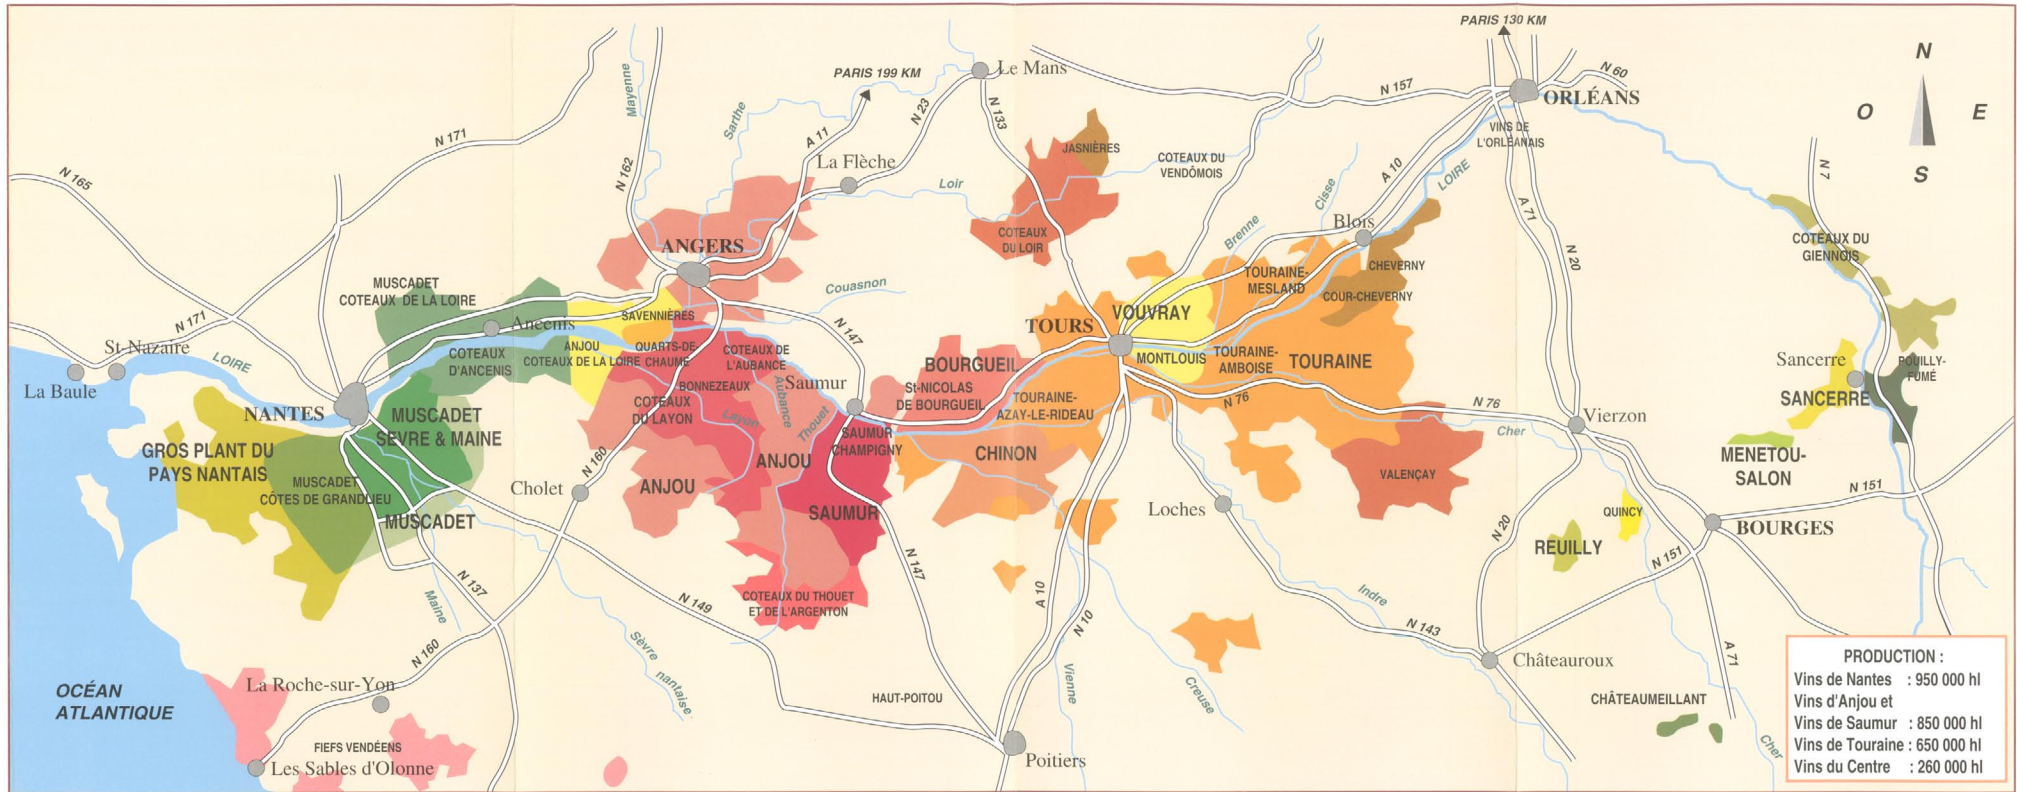 PARIS 130 KM
N
O
E
S
PARIS 199 KM
Le Mans
N 60
N 157
ORLÉANS
VINS DE
L'ORLÉANAIS
Mayenne
Sarthe
N 23
N 133
A 11
N 171
N 165
N 162
La Flèche
Loir
JASNIÈRES
COTEAUX DU
VENDÔMOIS
A 10
LOIRE
N 7
Cisse
Brenne
Blois
A 71
N 20
COTEAUX
DU LOIR
COTEAUX DU
GIENNOIS
ANGERS
CHEVERNY
COUR-CHEVERNY
TOURAINE-
MESLAND
MUSCADET
COTEAUX DE LA LOIRE
Couasnon
SAVENNIÈRES
Ancenis
N 171
N 147
VOUVRAY
TOURS
St-Nazaire
LOIRE
La Baule
COTEAUX
D'ANCENIS
ANJOU
COTEAUX DE LA LOIRE
QUARTS-DE-
CHAUME
COTEAUX DE
L'AUBANCE
BOURGUEIL
MONTLOUIS
TOURAINE-
AMBOISE
TOURAINE
Sancerre
POUILLY-
FUMÉ
SANCERRE
BONNEZEAUX
Saumur
St-NICOLAS
DE BOURGUEIL
TOURAINE-
AZAY-LE-RIDEAU
N 76
N 76
Cher
Vierzon
NANTES
MUSCADET
SÈVRE & MAINE
COTEAUX
DU LAYON
Layon
Aubance
Thouet
SAUMUR
CHAMPIGNY
GROS PLANT DU
PAYS NANTAIS
CHINON
MENETOU-
SALON
N 160
ANJOU
ANJOU
VALENÇAY
MUSCADET
CÔTES DE GRANDLIEU
MUSCADET
Cholet
SAUMUR
Loches
QUINCY
N 151
BOURGES
N 20
REUILLY
N 151
N 137
Maine
N 149
N 147
COTEAUX DU THOUET
ET DE L'ARGENTON
A 10
N 10
Indre
N 143
N 160
Sèvre
nantaise
Vienne
Creuse
Châteauroux
A 71
OCÉAN
ATLANTIQUE
La Roche-sur-Yon
HAUT-POITOU
CHÂTEAUMEILLANT
Cher
FIEFS VENDÉENS
Les Sables d'Olonne
Poitiers
PRODUCTION :
Vins de Nantes : 950 000 hl
Vins d'Anjou et
Vins de Saumur : 850 000 hl
Vins de Touraine : 650 000 hl
Vins du Centre : 260 000 hl